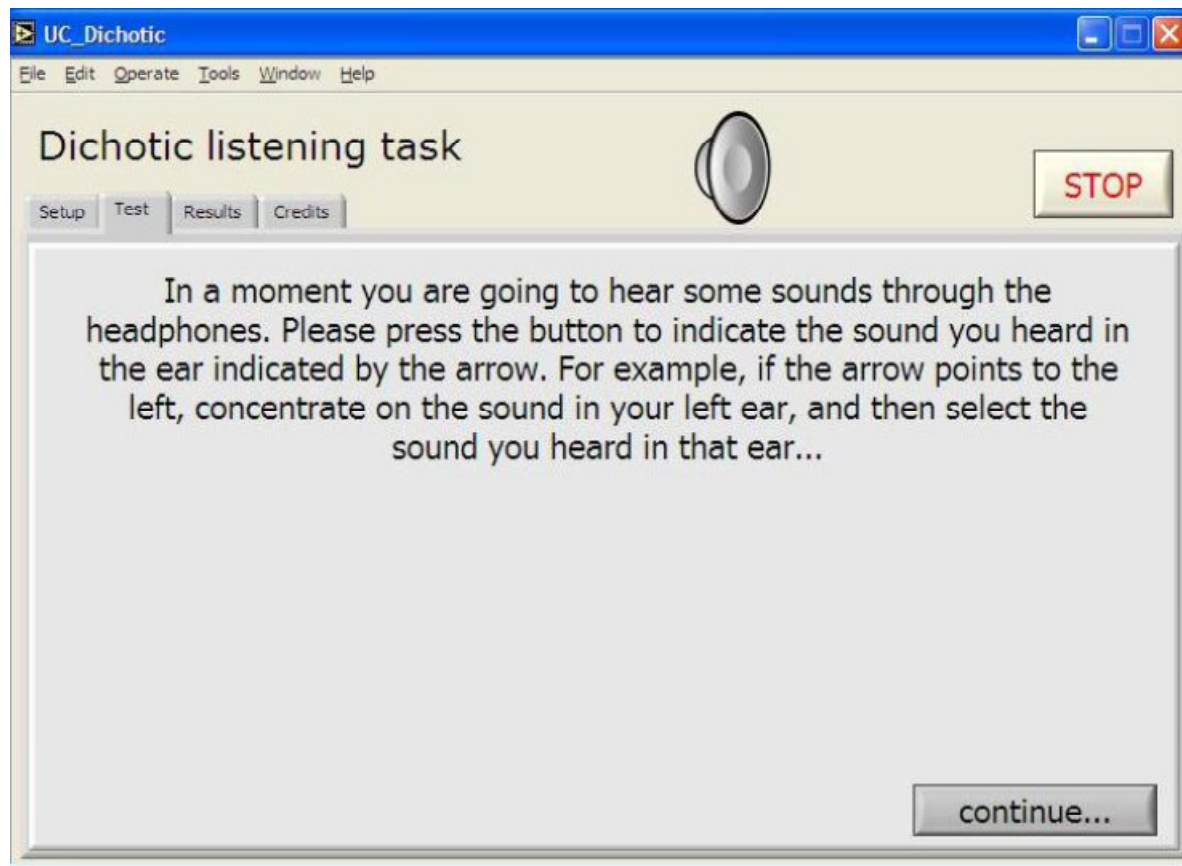 UC_Dichotic
File Edit Operate Tools Window Help
Dichotic listening task
STOP
Setup Test Results Credits
In a moment you are going to hear some sounds through the
headphones. Please press the button to indicate the sound you heard in
the ear indicated by the arrow. For example, if the arrow points to the
left, concentrate on the sound in your left ear, and then select the
sound you heard in that ear...
continue...